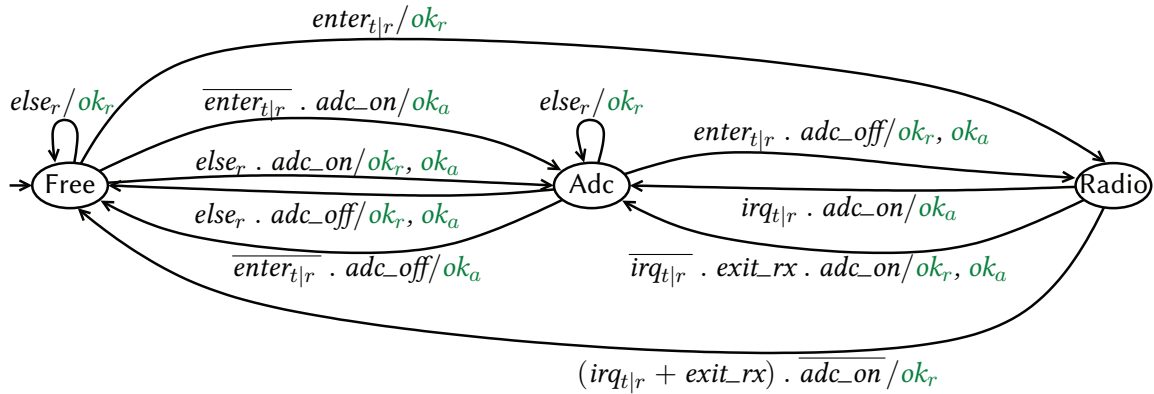 enter_{t|r}/ok_r
else_r/ok_r
\overline{enter_{t|r}} . adc_on/ok_a
else_r/ok_r
enter_{t|r} . adc_off/ok_r, ok_a
else_r . adc_on/ok_r, ok_a
Free
Adc
Radio
else_r . adc_off/ok_r, ok_a
irq_{t|r} . adc_on/ok_a
\overline{enter_{t|r}} . adc_off/ok_a
\overline{irq_{t|r}} . exit_rx . adc_on/ok_r, ok_a
(irq_{t|r} + exit_rx) . \overline{adc_on}/ok_r